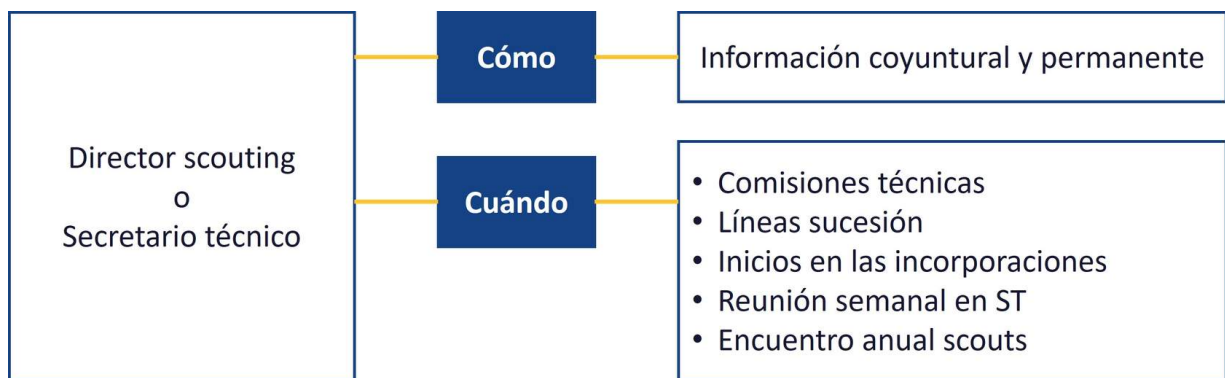 Director scouting
o
Secretario técnico
Cómo
Información coyuntural y permanente
Cuándo
• Comisiones técnicas
• Líneas sucesión
• Inicios en las incorporaciones
• Reunión semanal en ST
• Encuentro anual scouts